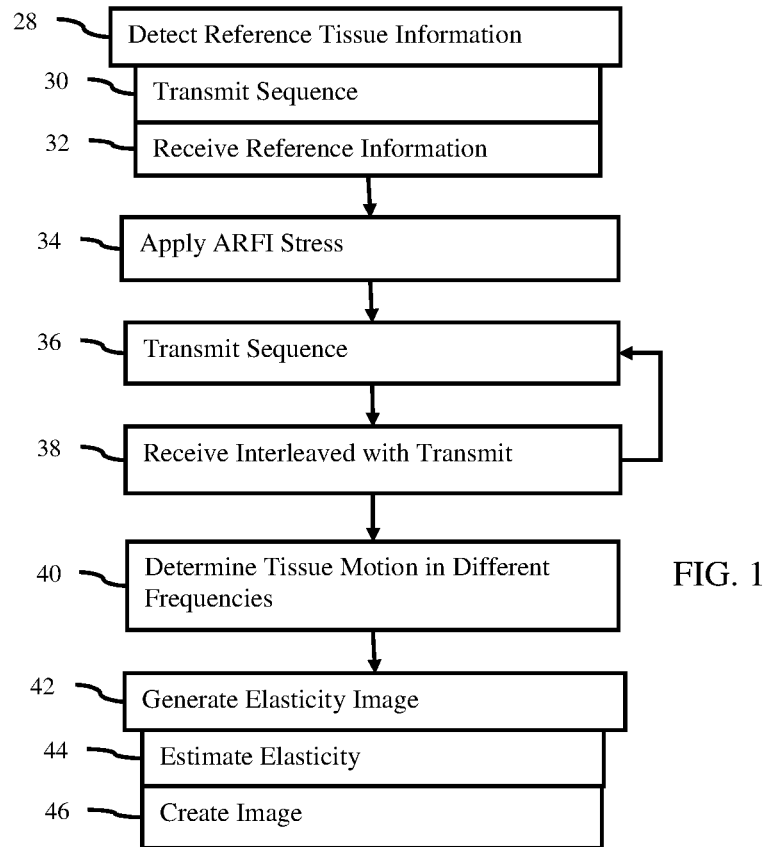 28 Detect Reference Tissue Information
30 Transmit Sequence
32 Receive Reference Information
34 Apply ARFI Stress
36 Transmit Sequence
38 Receive Interleaved with Transmit
40 Determine Tissue Motion in Different
Frequencies
FIG. 1
42 Generate Elasticity Image
44 Estimate Elasticity
46 Create Image